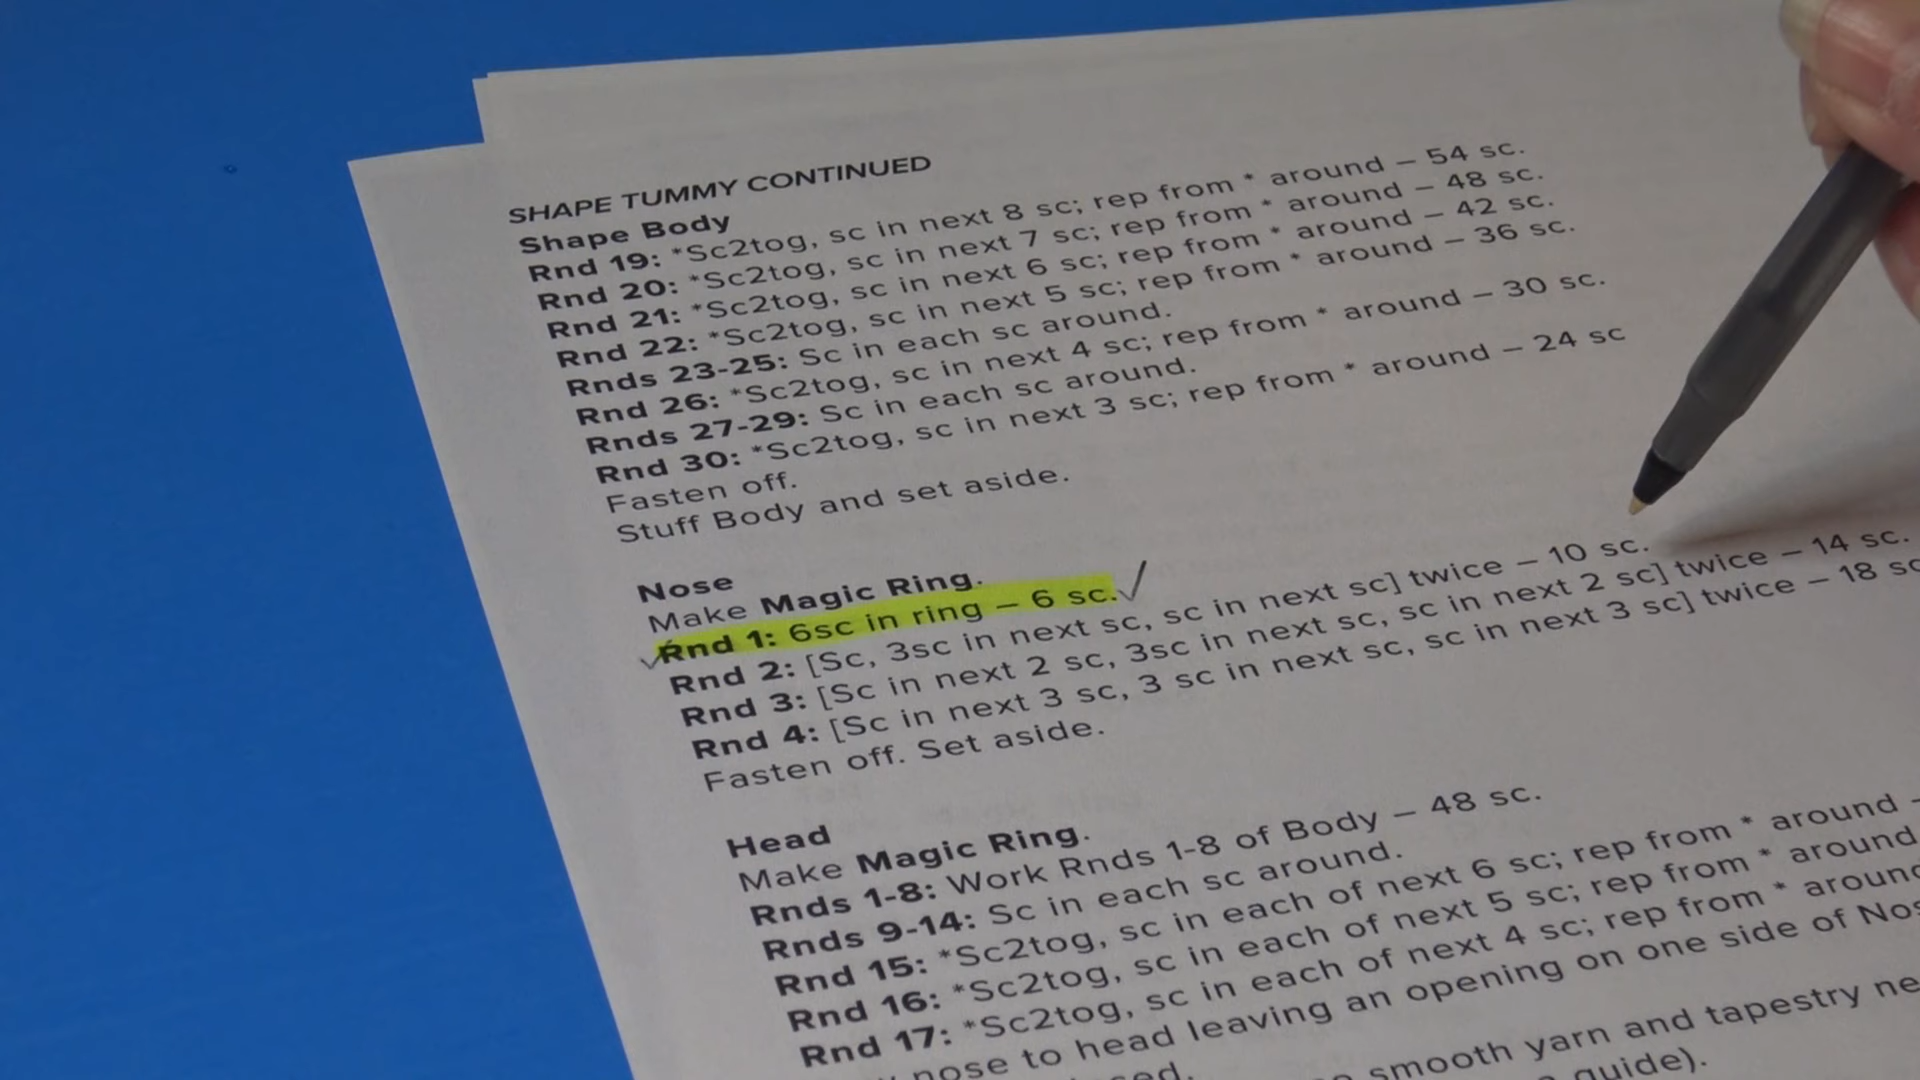 SHAPE TUMMY CONTINUED
Shape Body
Rnd 19: *Sc2tog, sc in next 8 sc; rep from * around – 54 sc.
Rnd 20: *Sc2tog, sc in next 7 sc; rep from * around – 48 sc.
Rnd 21: *Sc2tog, sc in next 6 sc; rep from * around – 42 sc.
Rnd 22: *Sc2tog, sc in next 5 sc; rep from * around – 36 sc.
Rnds 23-25: Sc in each sc around.
Rnd 26: *Sc2tog, sc in next 4 sc; rep from * around – 30 sc.
Rnds 27-29: Sc in each sc around.
Rnd 30: *Sc2tog, sc in next 3 sc; rep from * around – 24 sc
Fasten off.
Stuff Body and set aside.
Nose
Make Magic Ring.
Rnd 1: 6sc in ring – 6 sc.
Rnd 2: [Sc, 3sc in next sc, sc in next sc] twice – 10 sc.
Rnd 3: [Sc in next 2 sc, 3sc in next sc, sc in next 2 sc] twice – 14 sc.
Rnd 4: [Sc in next 3 sc, 3 sc in next sc, sc in next 3 sc] twice – 18 sc
Fasten off. Set aside.
Head
Make Magic Ring.
Rnds 1-8: Work Rnds 1-8 of Body – 48 sc.
Rnds 9-14: Sc in each sc around.
Rnd 15: *Sc2tog, sc in each of next 6 sc; rep from * around –
Rnd 16: *Sc2tog, sc in each of next 5 sc; rep from * around
Rnd 17: *Sc2tog, sc in each of next 4 sc; rep from * around
nose to head leaving an opening on one side of Nos
smooth yarn and tapestry ne
guide).